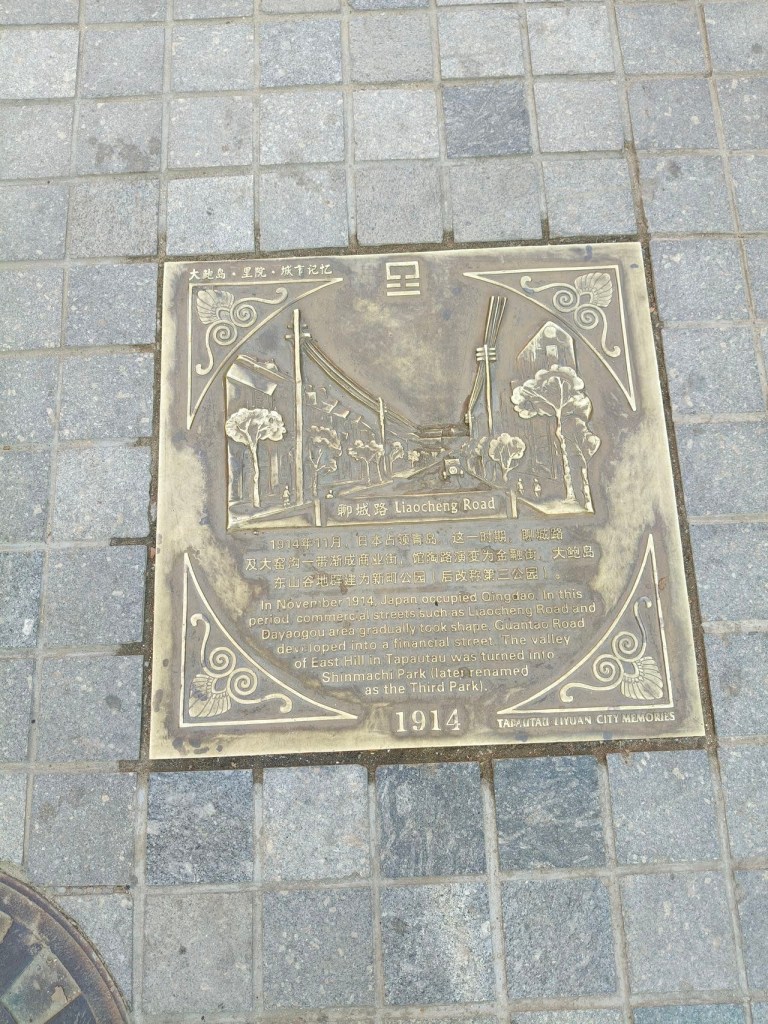 大鲍岛·里院·城市记忆
聊城路 Liaocheng Road
1914年11月，日本占领青岛。这一时期，聊城路
及大窑沟一带渐成商业街，馆陶路演变为金融街，大鲍岛
东山谷地辟建为新町公园（后改称第三公园）。
In November 1914, Japan occupied Qingdao. In this
period, commercial streets such as Liaocheng Road and
Dayaogou area gradually took shape. Guantao Road
developed into a financial street. The valley
of East Hill in Tapautau was turned into
Shinmachi Park (later renamed
as the Third Park).
1914
TAPAUTAU LIYUAN CITY MEMORIES